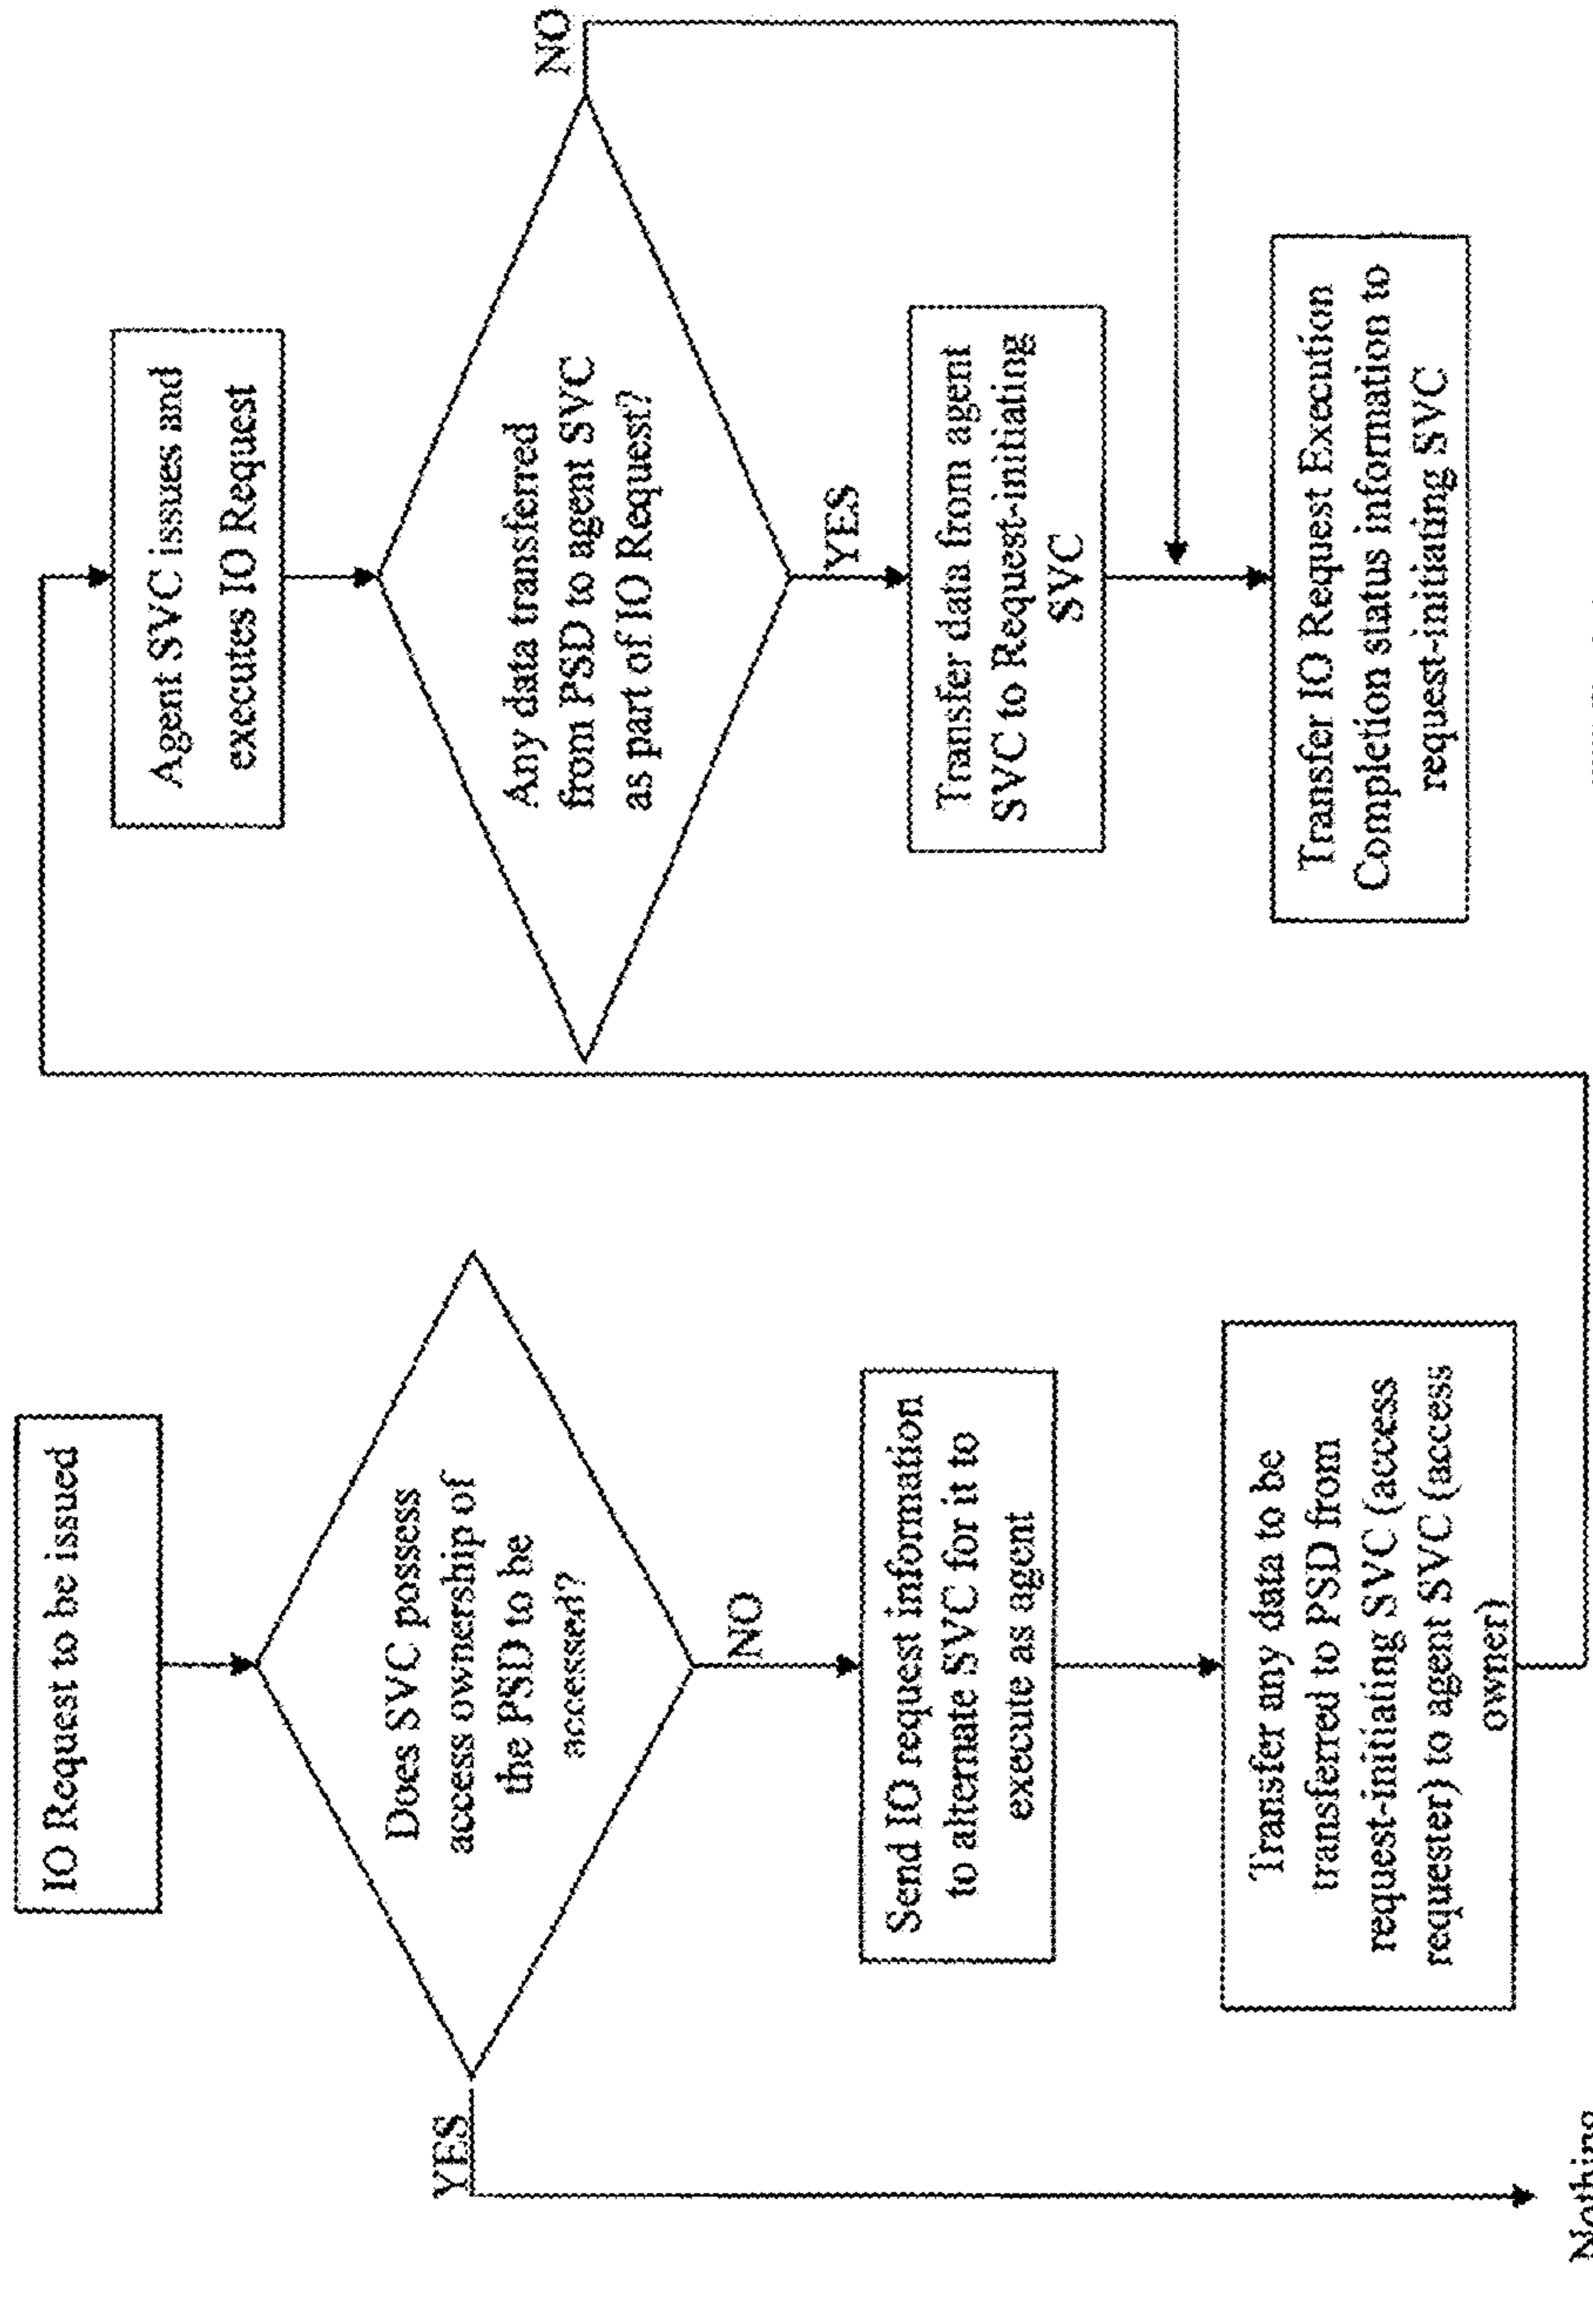 IO Request to be issued
Does SVC possess
access ownership of
the PSD to be
accessed?
YES
NO
Send IO request information
to alternate SVC for it to
execute as agent
Transfer any data to be
transferred to PSD from
request-initiating SVC (access
requester) to agent SVC (access
owner)
Nothing
Agent SVC issues and
executes IO Request
Any data transferred
from PSD to agent SVC
as part of IO Request?
NO
YES
Transfer data from agent
SVC to Request-initiating
SVC
Transfer IO Request Execution
Completion status information to
request-initiating SVC